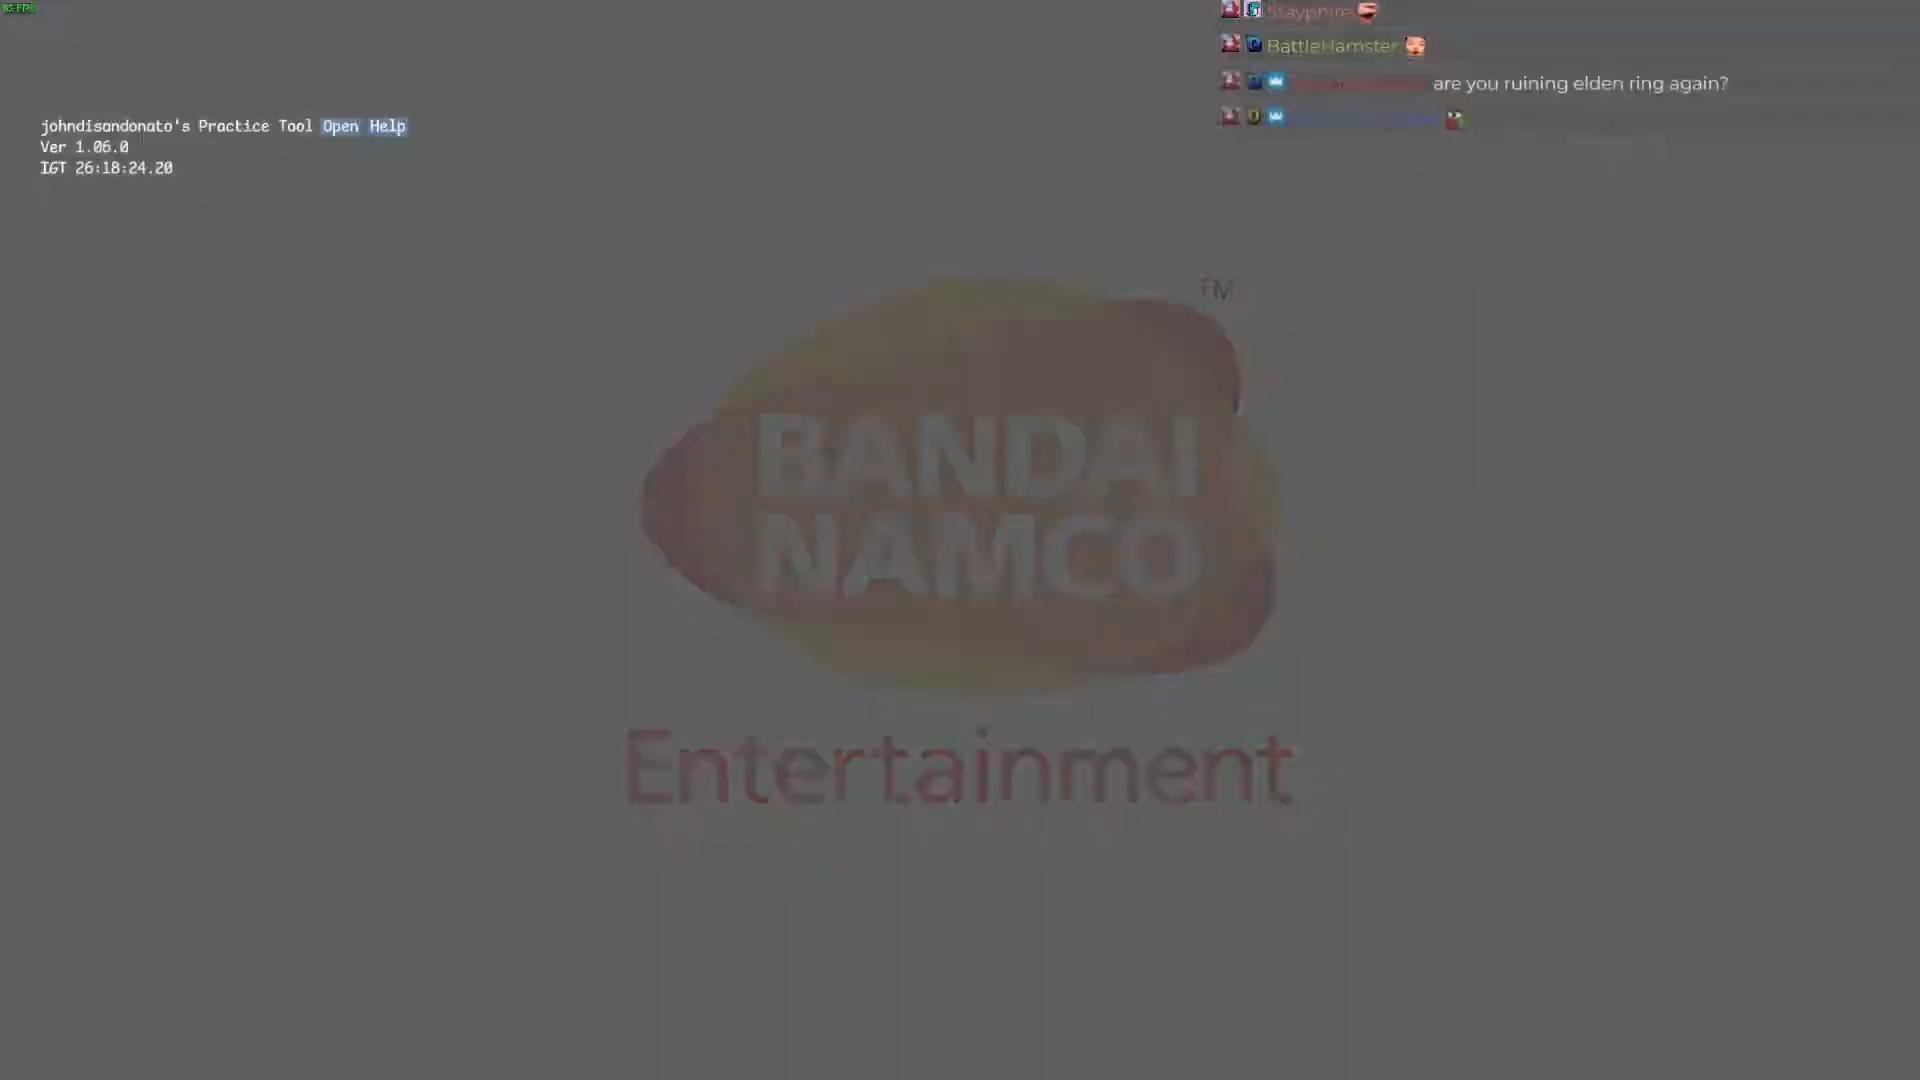 johndisandonato's Practice Tool Open Help
Ver 1.06.0
IGT 26:18:24.20
BattleHamster
are you ruining elden ring again?
TM
BANDAI
NAMCO
Entertainment